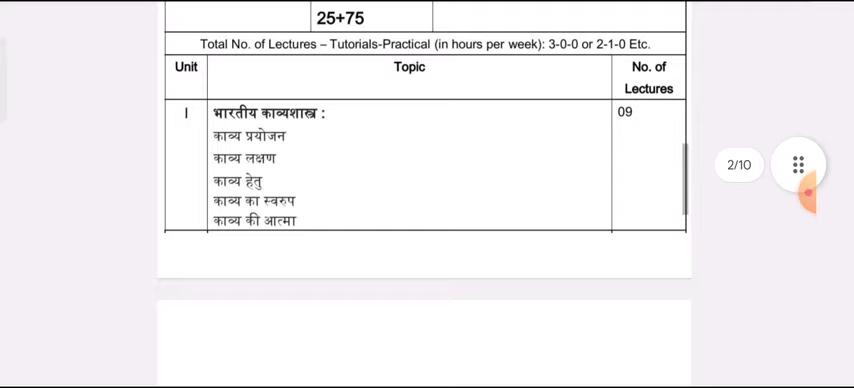 25+75
Total No. of Lectures – Tutorials-Practical (in hours per week): 3-0-0 or 2-1-0 Etc.
Unit Topic No. of Lectures
I भारतीय काव्यशास्त्र : 09
काव्य प्रयोजन
काव्य लक्षण
काव्य हेतु
काव्य का स्वरुप
काव्य की आत्मा
2/10